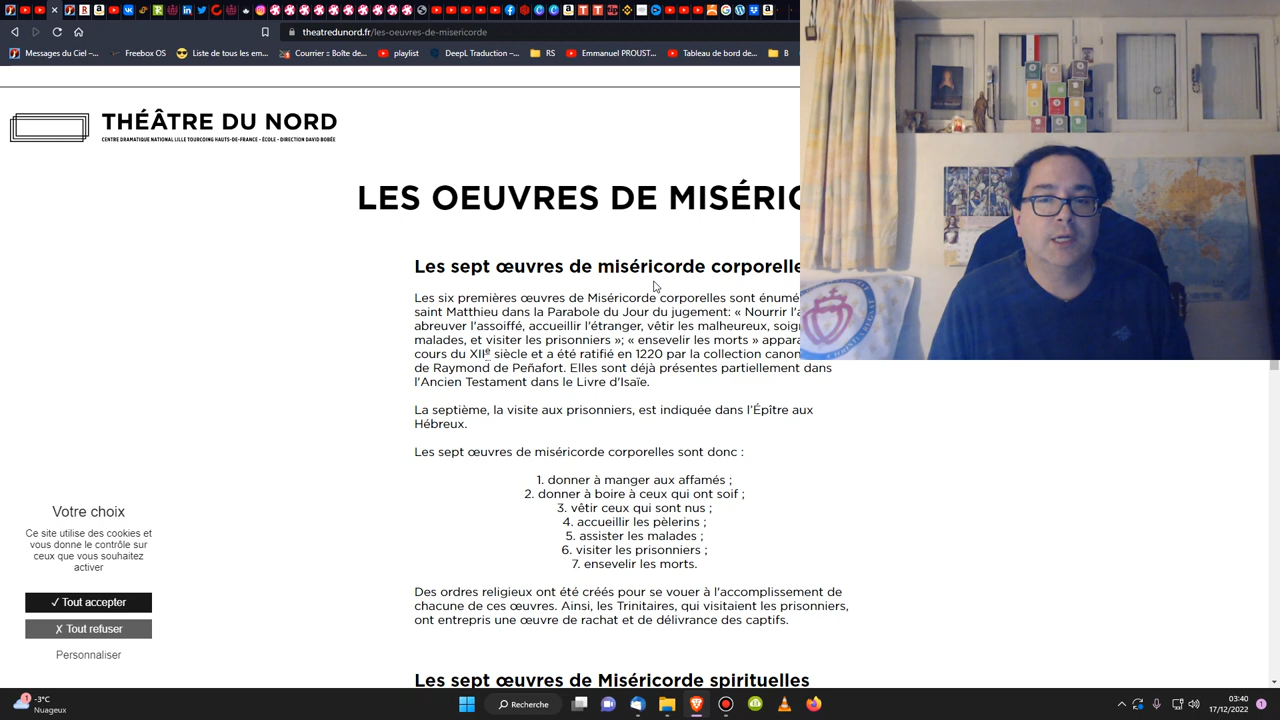 theatredunord.fr/les-oeuvres-de-misericorde
Messages du Ciel –...
Freebox OS
Liste de tous les em...
Courrier :: Boîte de...
playlist
DeepL Traduction –...
Emmanuel PROUST...
Tableau de bord de...
RS
B
THÉÂTRE DU NORD
CENTRE DRAMATIQUE NATIONAL LILLE TOURCOING HAUTS-DE-FRANCE • ÉCOLE • DIRECTION DAVID BOBÉE
LES OEUVRES DE MISÉRIC
Les sept œuvres de miséricorde corporelle
Les six premières œuvres de Miséricorde corporelles sont énumé
saint Matthieu dans la Parabole du Jour du jugement: « Nourrir l'a
abreuver l'assoiffé, accueillir l'étranger, vêtir les malheureux, soig
malades, et visiter les prisonniers »; « ensevelir les morts » appara
cours du XIIe siècle et a été ratifié en 1220 par la collection canon
de Raymond de Peñafort. Elles sont déjà présentes partiellement dans
l'Ancien Testament dans le Livre d'Isaïe.
La septième, la visite aux prisonniers, est indiquée dans l'Épître aux
Hébreux.
Les sept œuvres de miséricorde corporelles sont donc :
1. donner à manger aux affamés ;
2. donner à boire à ceux qui ont soif ;
3. vêtir ceux qui sont nus ;
4. accueillir les pèlerins ;
5. assister les malades ;
6. visiter les prisonniers ;
7. ensevelir les morts.
Des ordres religieux ont été créés pour se vouer à l'accomplissement de
chacune de ces œuvres. Ainsi, les Trinitaires, qui visitaient les prisonniers,
ont entrepris une œuvre de rachat et de délivrance des captifs.
Les sept œuvres de Miséricorde spirituelles
Votre choix
Ce site utilise des cookies et
vous donne le contrôle sur
ceux que vous souhaitez
activer
✓ Tout accepter
✗ Tout refuser
Personnaliser
-3°C
Nuageux
Recherche
03:40
17/12/2022